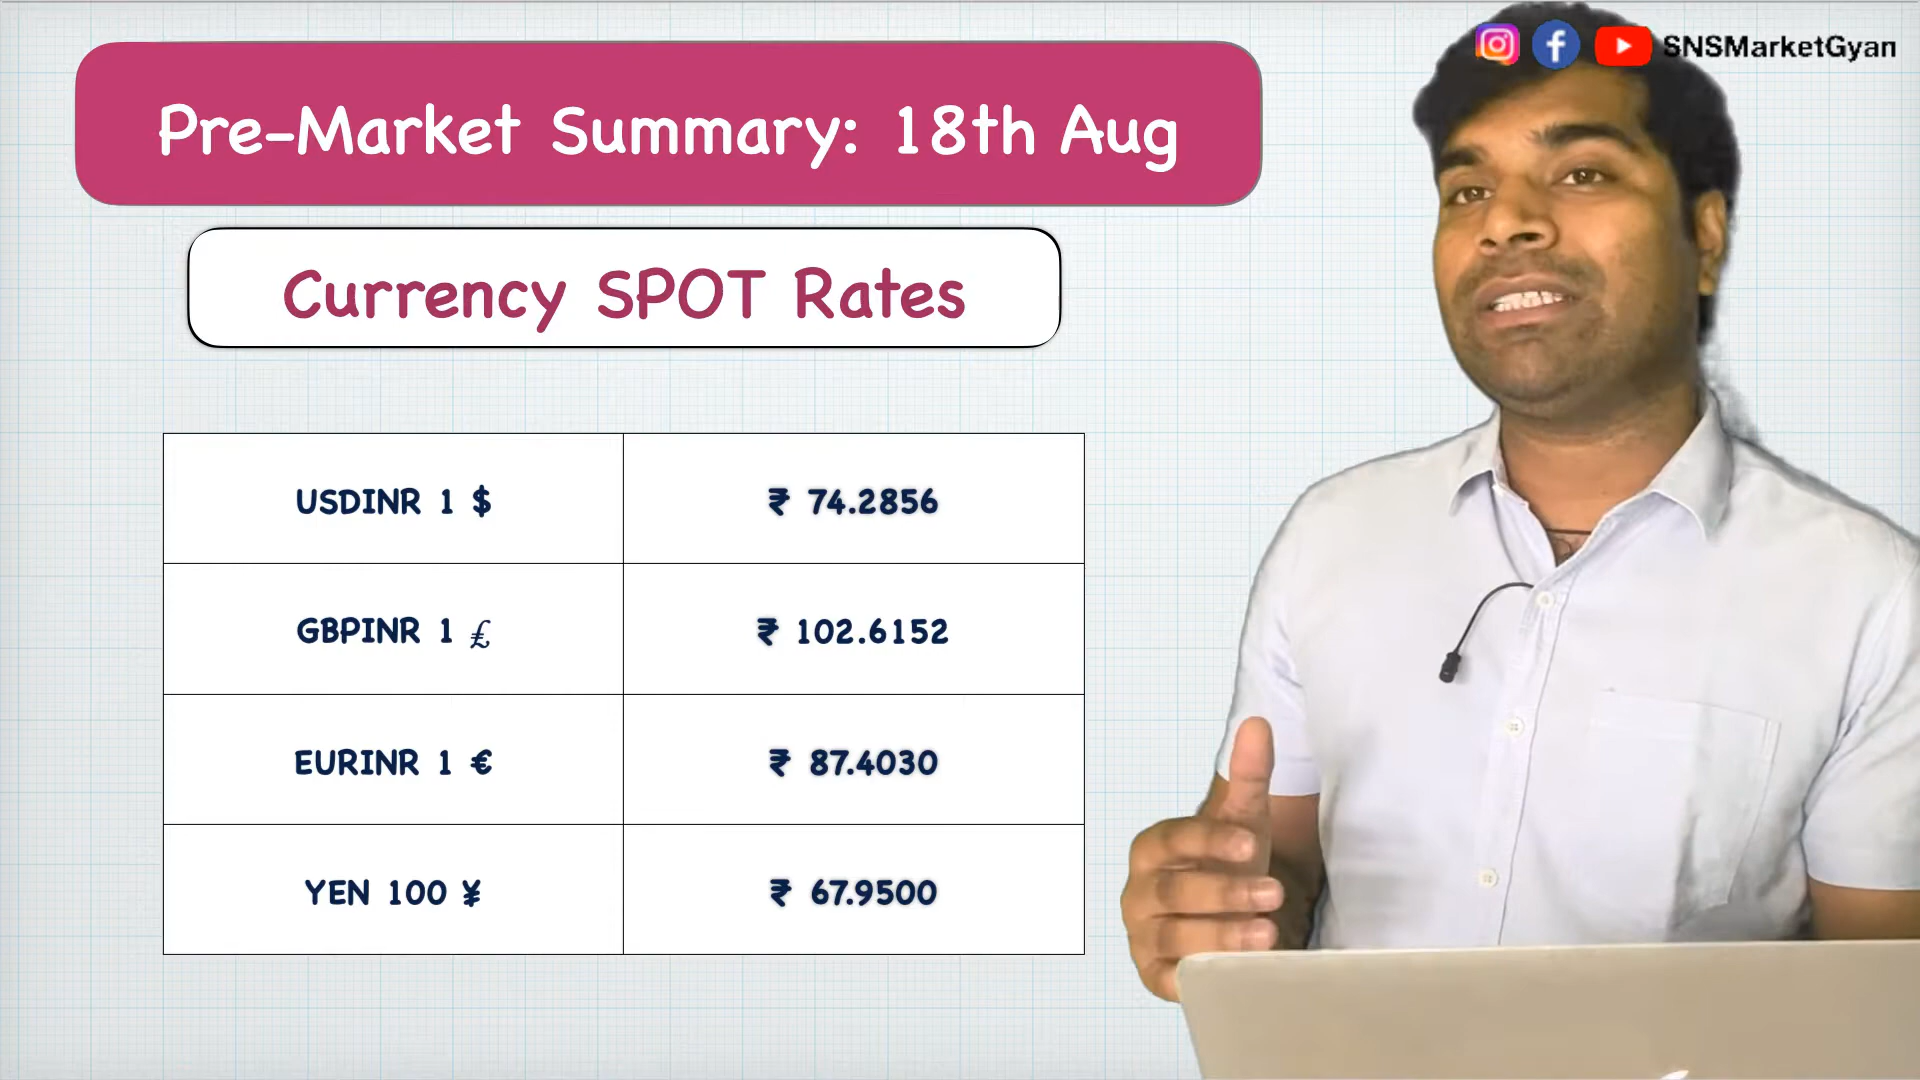 SNSMarketGyan
Pre-Market Summary: 18th Aug
Currency SPOT Rates
USDINR 1 $ ₹ 74.2856
GBPINR 1 £ ₹ 102.6152
EURINR 1 € ₹ 87.4030
YEN 100 ¥ ₹ 67.9500